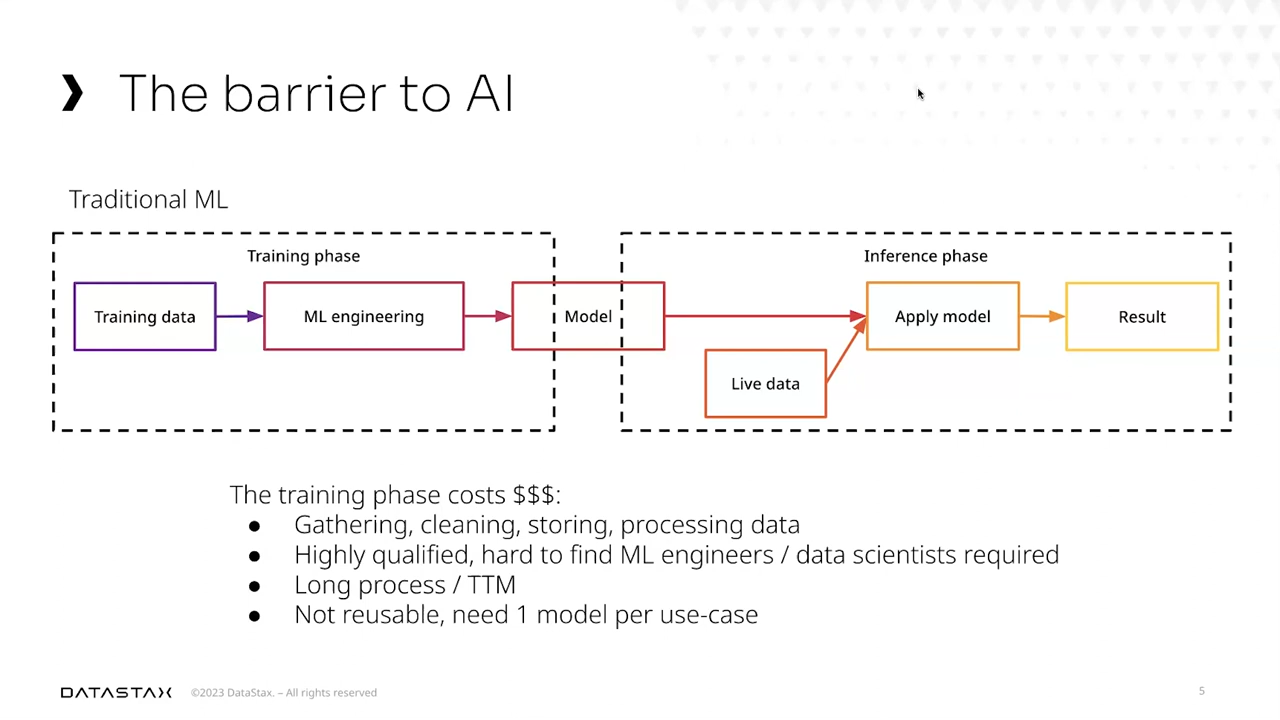 The barrier to AI
Traditional ML
Training phase
Inference phase
Training data
ML engineering
Model
Apply model
Result
Live data
The training phase costs $$$:
● Gathering, cleaning, storing, processing data
● Highly qualified, hard to find ML engineers / data scientists required
● Long process / TTM
● Not reusable, need 1 model per use-case
DATASTAX ©2023 DataStax. – All rights reserved
5